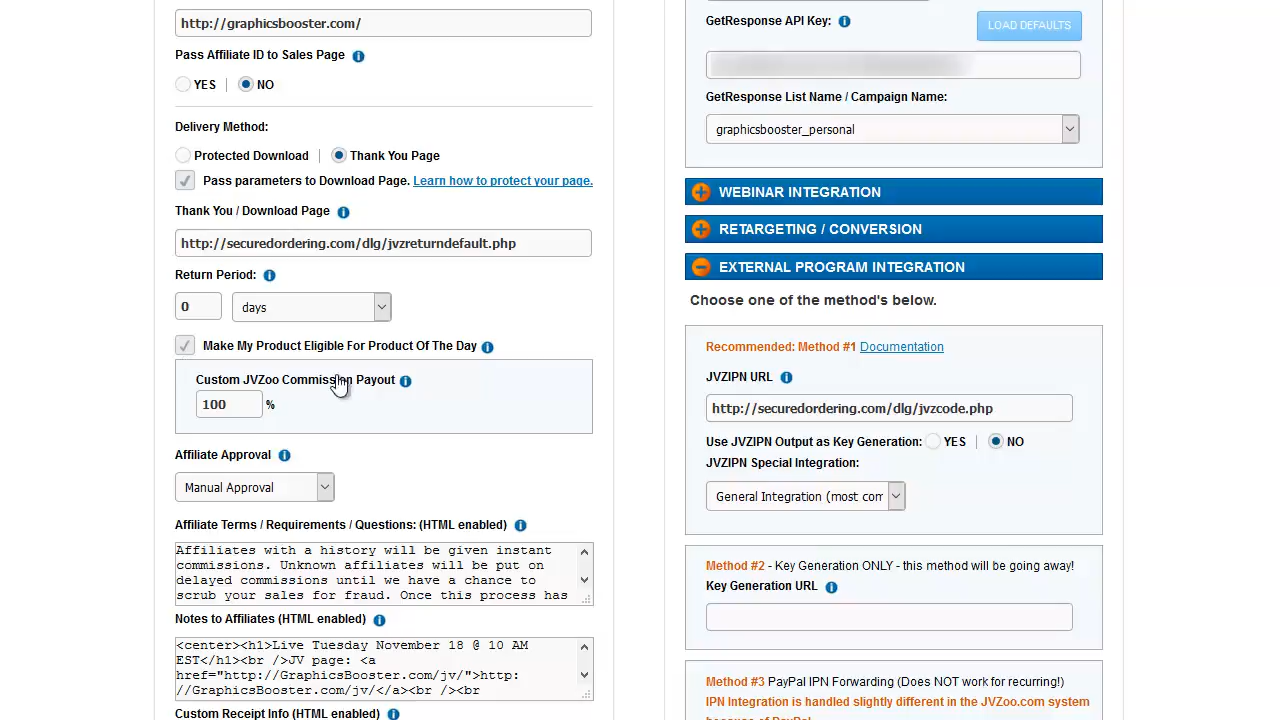 http://graphicsbooster.com/
Pass Affiliate ID to Sales Page
YES | NO
Delivery Method:
Protected Download | Thank You Page
Pass parameters to Download Page. Learn how to protect your page.
Thank You / Download Page
http://securedordering.com/dlg/jvzreturndefault.php
Return Period:
0 days
Make My Product Eligible For Product Of The Day
Custom JVZoo Commission Payout
100 %
Affiliate Approval
Manual Approval
Affiliate Terms / Requirements / Questions: (HTML enabled)
Affiliates with a history will be given instant
commissions. Unknown affiliates will be put on
delayed commissions until we have a chance to
scrub your sales for fraud. Once this process has
Notes to Affiliates (HTML enabled)
<center><h1>Live Tuesday November 18 @ 10 AM
EST</h1><br />JV page: <a
href="http://GraphicsBooster.com/jv/">http:
//GraphicsBooster.com/jv/</a><br /><br
Custom Receipt Info (HTML enabled)
GetResponse API Key:
LOAD DEFAULTS
GetResponse List Name / Campaign Name:
graphicsbooster_personal
WEBINAR INTEGRATION
RETARGETING / CONVERSION
EXTERNAL PROGRAM INTEGRATION
Choose one of the method's below.
Recommended: Method #1 Documentation
JVZIPN URL
http://securedordering.com/dlg/jvzcode.php
Use JVZIPN Output as Key Generation: YES | NO
JVZIPN Special Integration:
General Integration (most com
Method #2 - Key Generation ONLY - this method will be going away!
Key Generation URL
Method #3 PayPal IPN Forwarding (Does NOT work for recurring!)
IPN Integration is handled slightly different in the JVZoo.com system
because of PayPal